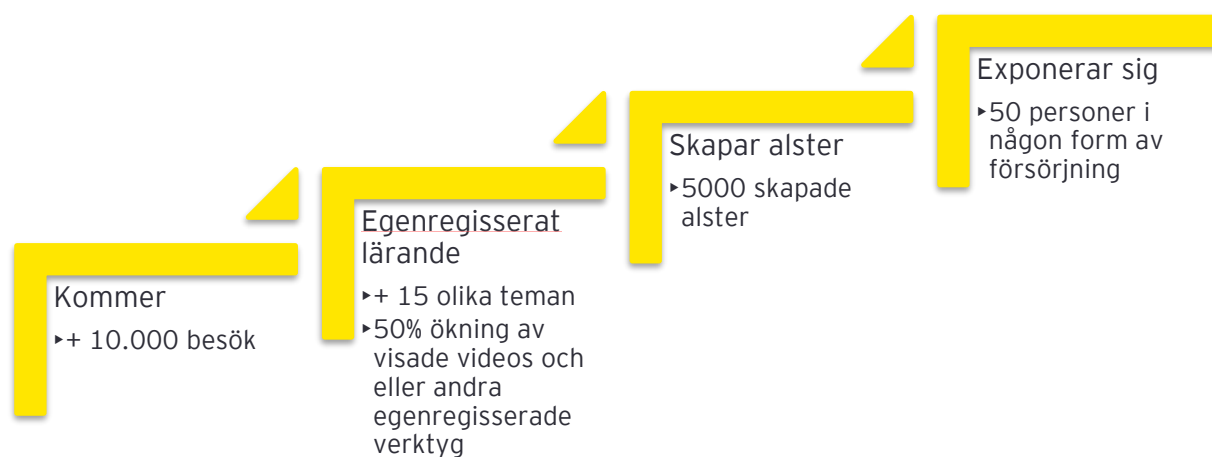 Kommer
▸+ 10.000 besök
Egenregisserat
lärande
▸+ 15 olika teman
▸50% ökning av
visade videos och
eller andra
egenregisserade
verktyg
Skapar alster
▸5000 skapade
alster
Exponerar sig
▸50 personer i
någon form av
försörjning